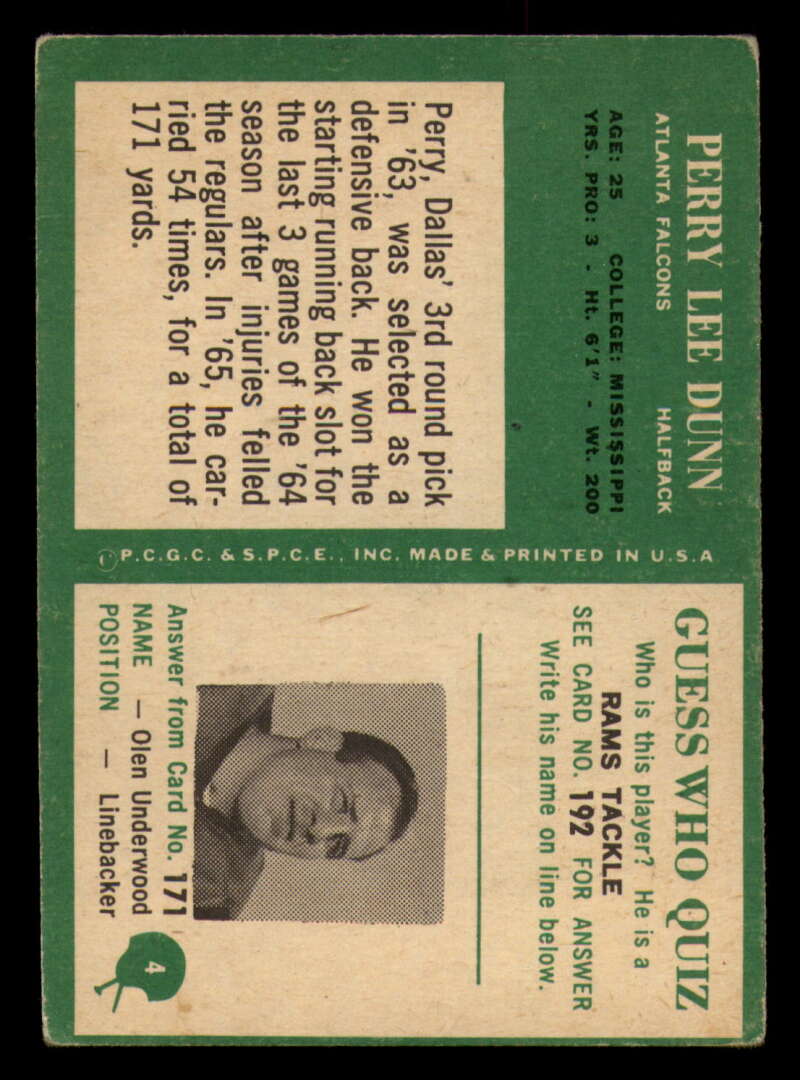 PERRY LEE DUNN
ATLANTA FALCONS HALFBACK
AGE: 25 COLLEGE: MISSISSIPPI
YRS. PRO: 3 - Ht. 6'1" - Wt. 200
Perry, Dallas' 3rd round pick
in '63, was selected as a
defensive back. He won the
starting running back slot for
the last 3 games of the '64
season after injuries felled
the regulars. In '65, he car-
ried 54 times, for a total of
171 yards.
©P.C.G.C. & S.P.C.E., INC. MADE & PRINTED IN U.S.A
GUESS WHO QUIZ
Who is this player? He is a
RAMS TACKLE
SEE CARD NO. 192 FOR ANSWER
Write his name on line below.
Answer from Card No. 171
NAME — Olen Underwood
POSITION — Linebacker
4